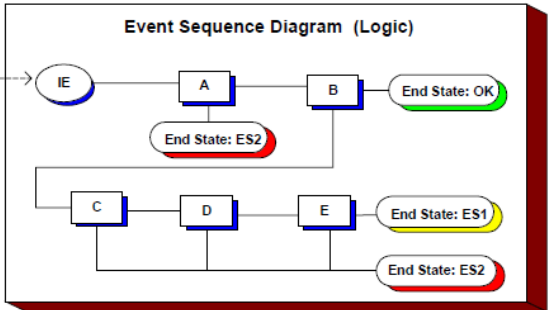 Event Sequence Diagram (Logic)
IE
A
B
End State: OK
End State: ES2
C
D
E
End State: ES1
End State: ES2